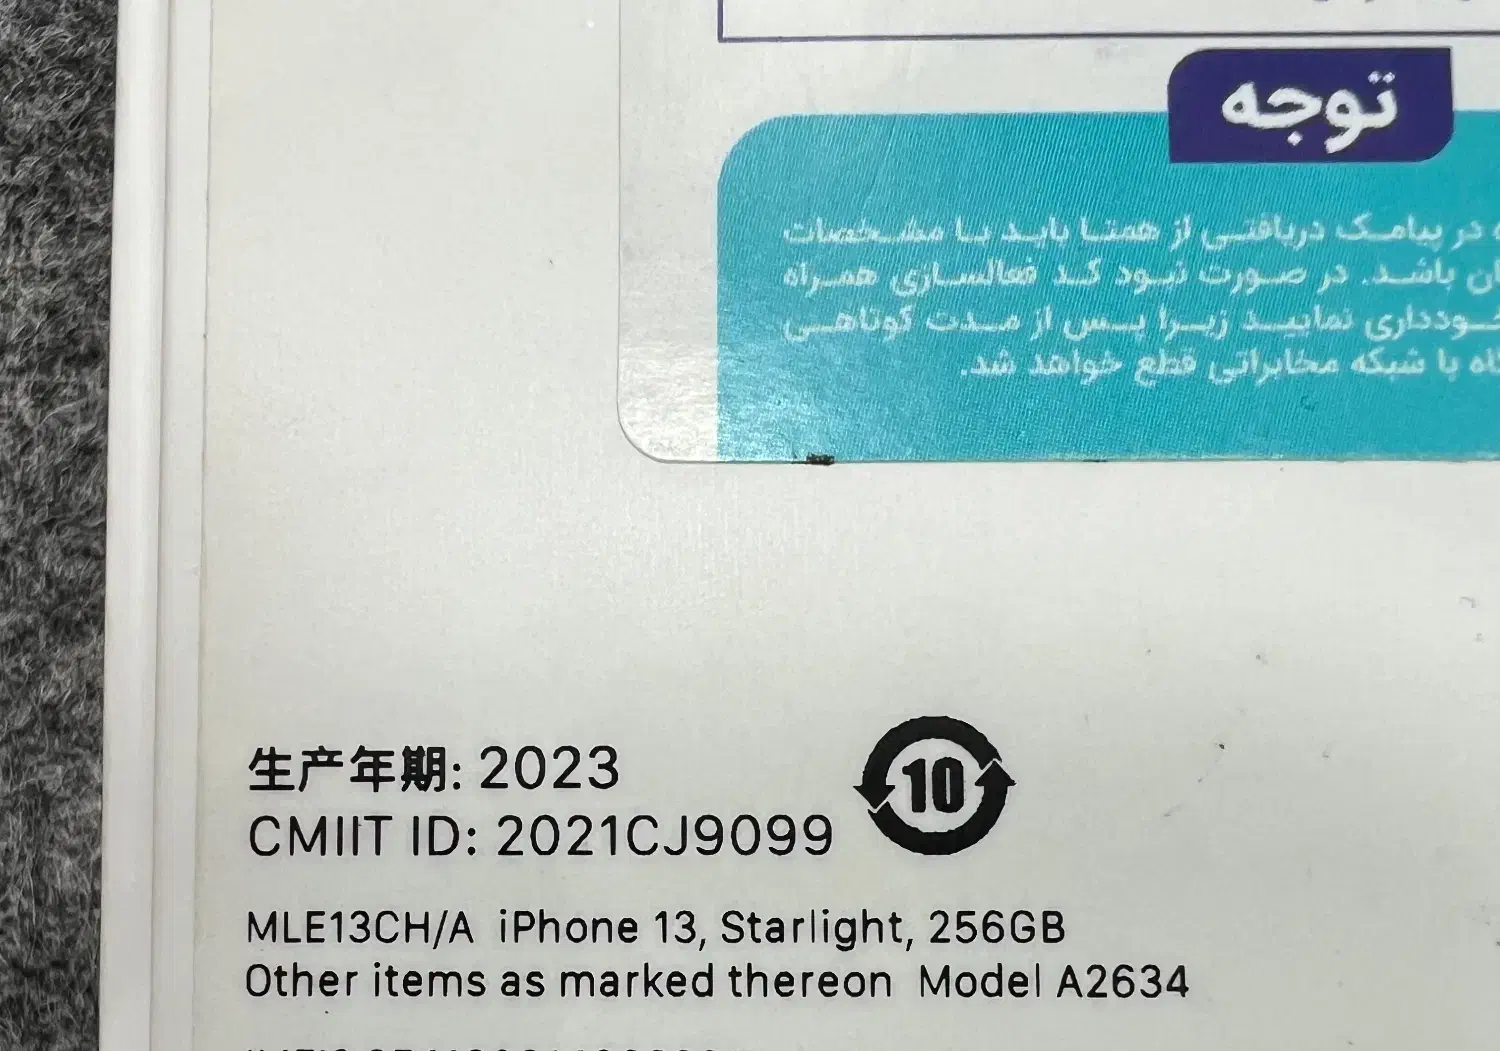 توجه
در پیامک دریافتی از همتا باید با مشخصات
باشد. در صورت نبود کد فعالسازی همراه
خودداری نمایید زیرا پس از مدت کوتاهی
با شبکه مخابراتی قطع خواهد شد.
生产年期: 2023
CMIIT ID: 2021CJ9099
10
MLE13CH/A iPhone 13, Starlight, 256GB
Other items as marked thereon Model A2634